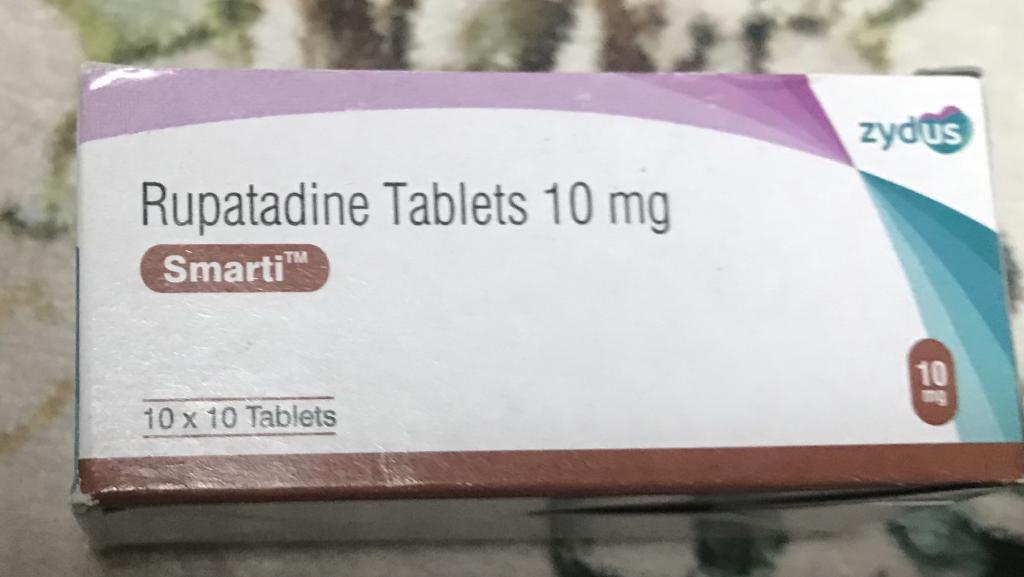 zydus
Rupatadine Tablets 10 mg
Smarti™
10 x 10 Tablets
10
mg